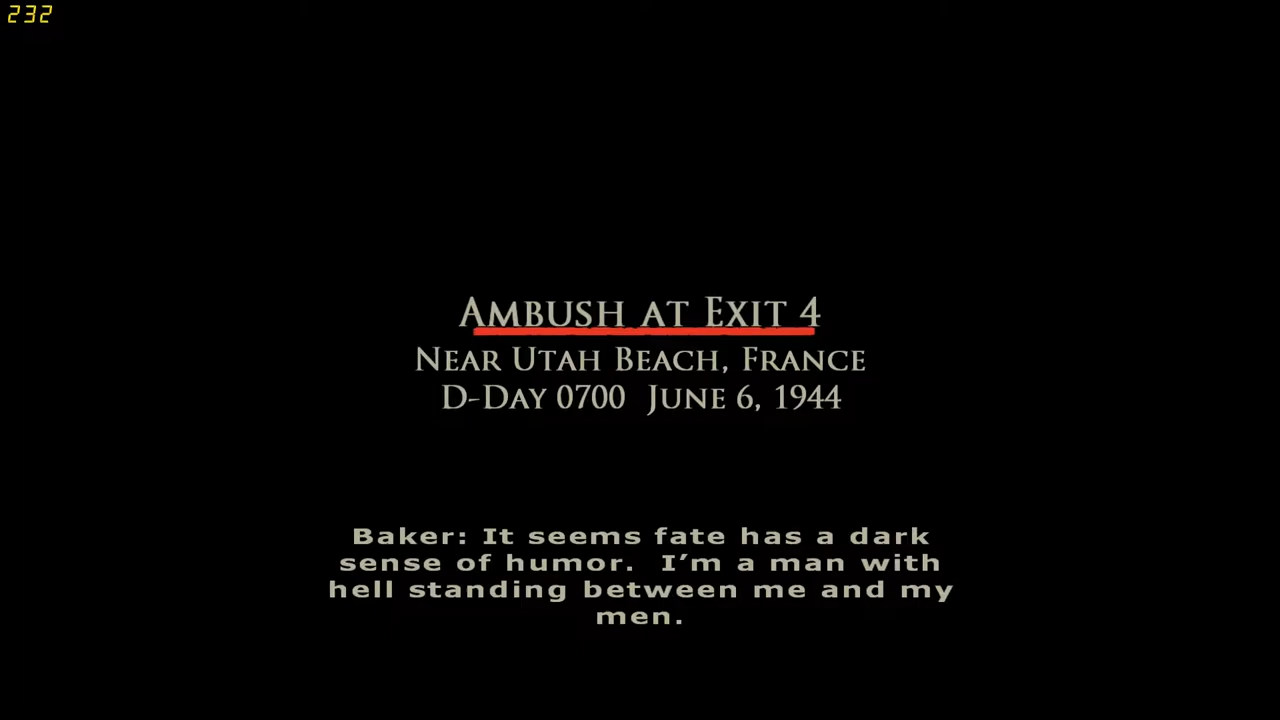 232
Ambush at Exit 4
Near Utah Beach, France
D-Day 0700 June 6, 1944
Baker: It seems fate has a dark
sense of humor. I'm a man with
hell standing between me and my
men.